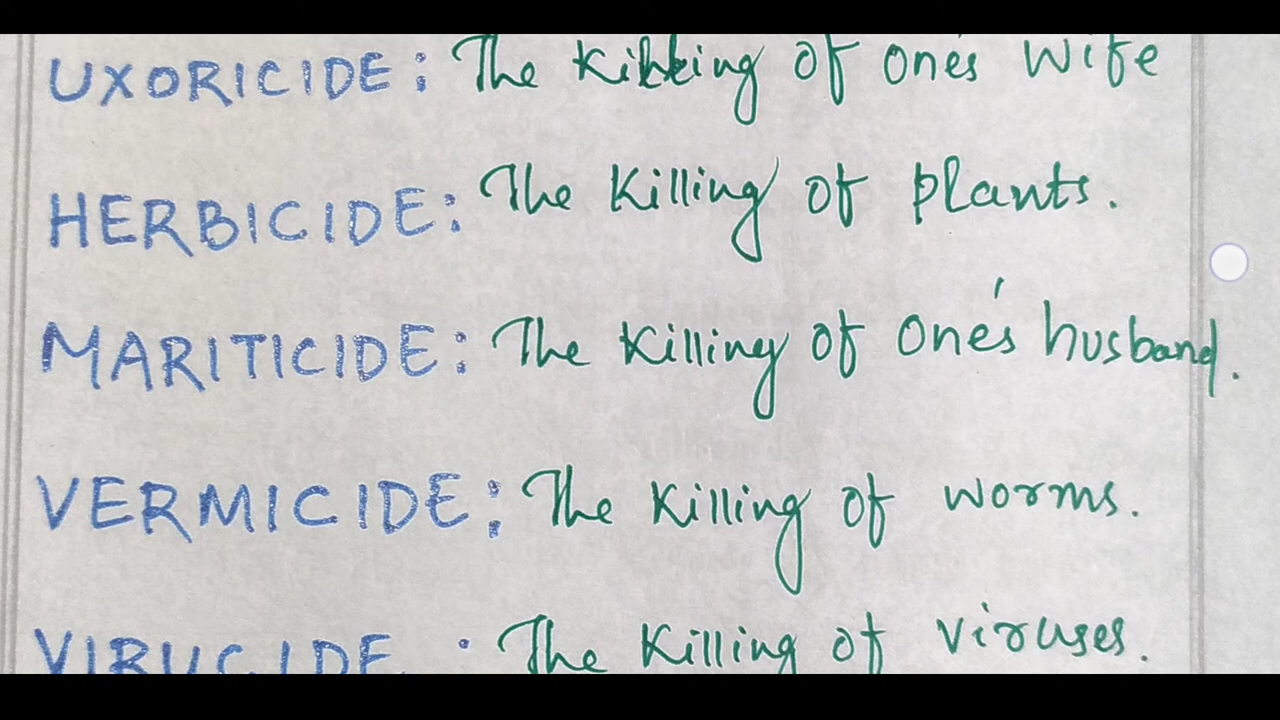 UXORICIDE : The Killing of one's wife
HERBICIDE : The Killing of plants.
MARITICIDE : The Killing of one's husband.
VERMICIDE : The Killing of worms.
VIRUCIDE : The Killing of viruses.